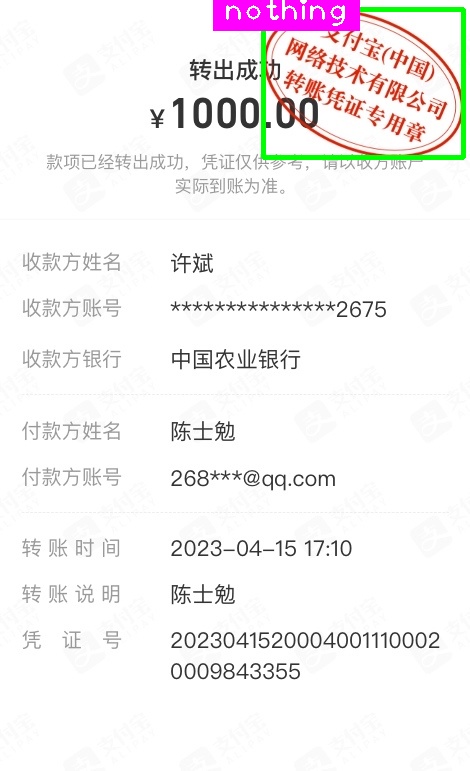 nothing
支付宝(中国)
网络技术有限公司
转账凭证专用章
转出成功
¥1000.00
款项已经转出成功，凭证仅供参考，请以收方账户
实际到账为准。
收款方姓名 许斌
收款方账号 ***************2675
收款方银行 中国农业银行
付款方姓名 陈士勉
付款方账号 268***@qq.com
转账时间 2023-04-15 17:10
转账说明 陈士勉
凭证号 2023041520004001110002
0009843355